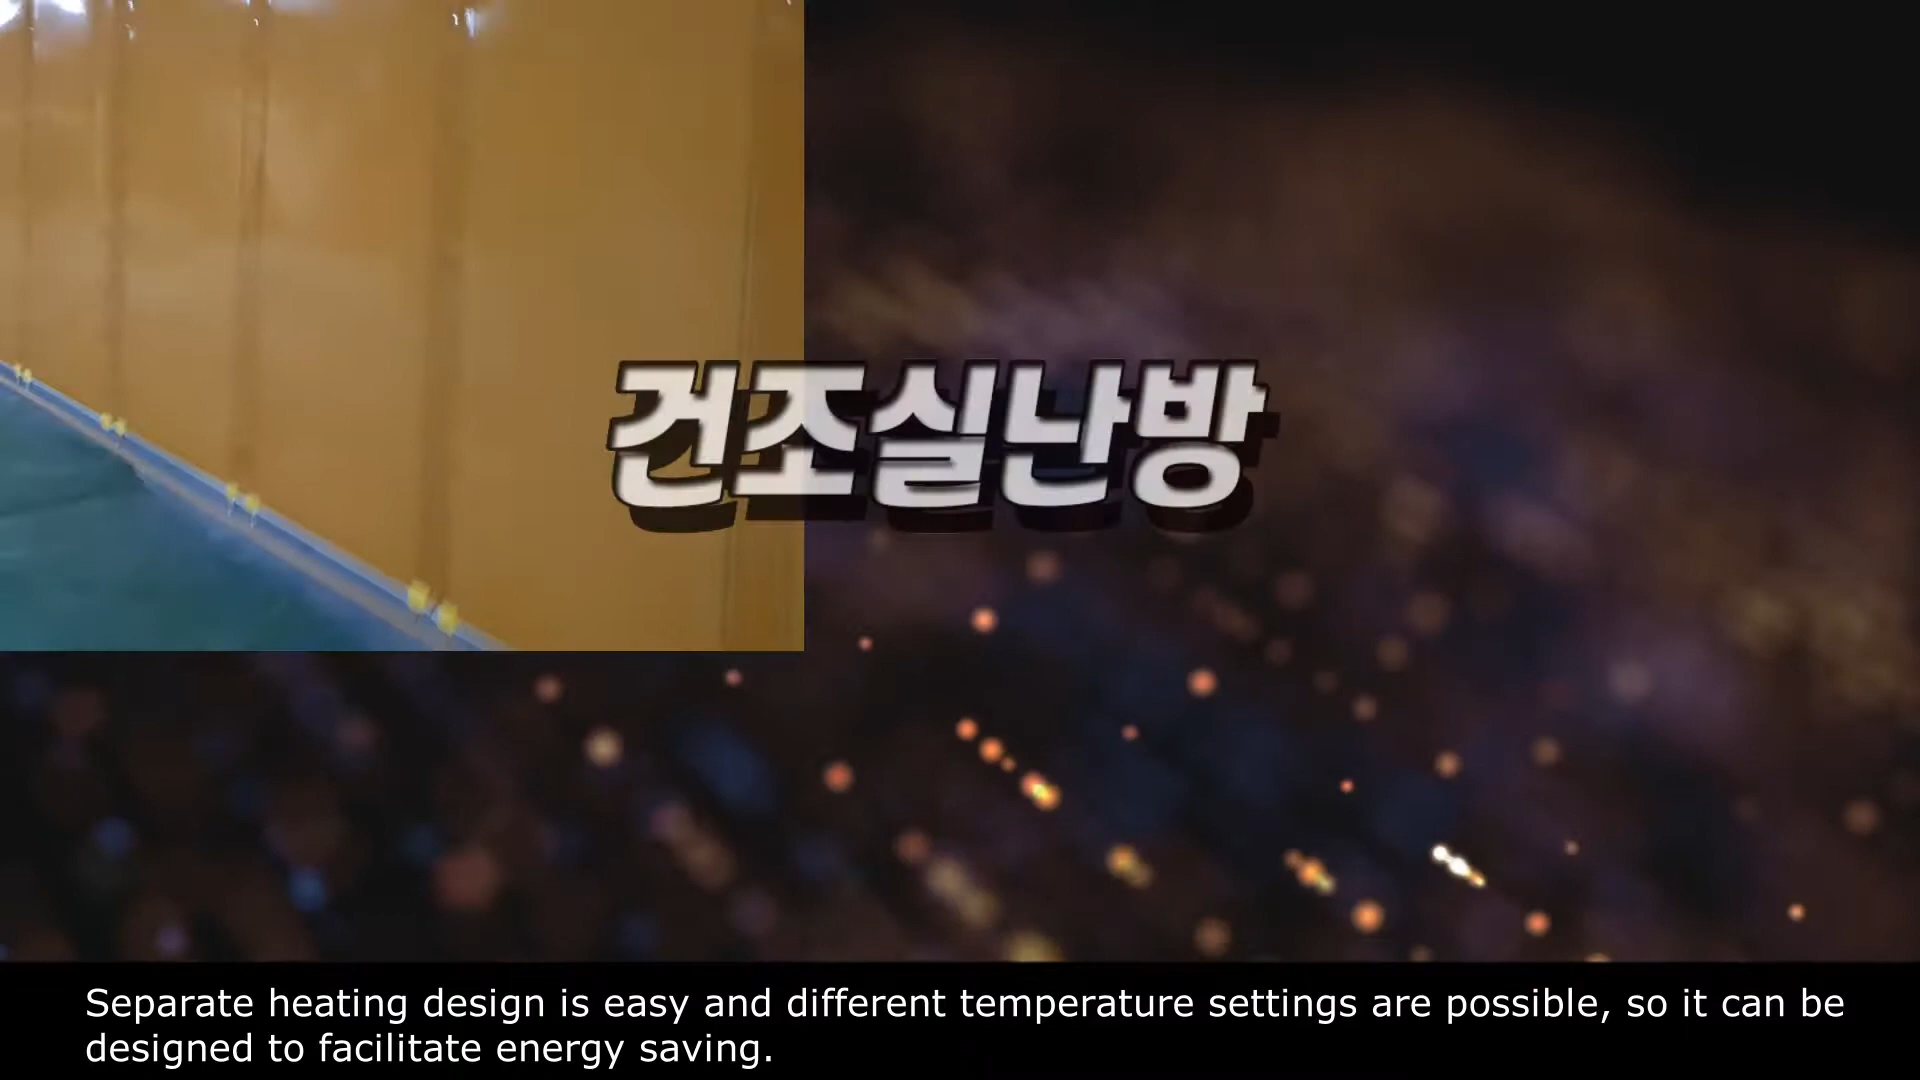 건조실난방
Separate heating design is easy and different temperature settings are possible, so it can be
designed to facilitate energy saving.